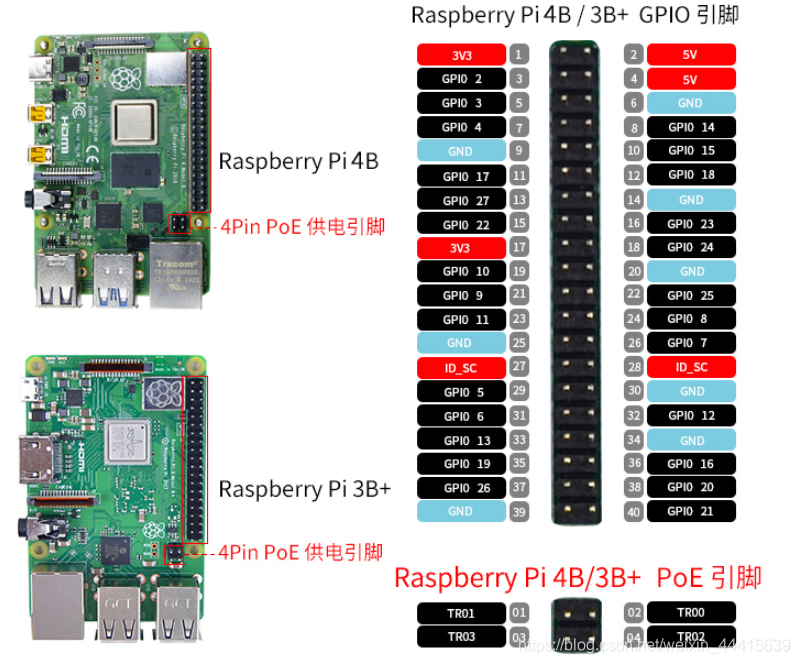 Raspberry Pi 4B / 3B+ GPIO 引脚
3V3 1 2 5V
GPIO 2 3 4 5V
GPIO 3 5 6 GND
GPIO 4 7 8 GPIO 14
GND 9 10 GPIO 15
GPIO 17 11 12 GPIO 18
GPIO 27 13 14 GND
GPIO 22 15 16 GPIO 23
3V3 17 18 GPIO 24
GPIO 10 19 20 GND
GPIO 9 21 22 GPIO 25
GPIO 11 23 24 GPIO 8
GND 25 26 GPIO 7
ID_SC 27 28 ID_SC
GPIO 5 29 30 GND
GPIO 6 31 32 GPIO 12
GPIO 13 33 34 GND
GPIO 19 35 36 GPIO 16
GPIO 26 37 38 GPIO 20
GND 39 40 GPIO 21
Raspberry Pi 4B/3B+ PoE 引脚
TR01 01 02 TR00
TR03 03 04 TR02
Raspberry Pi 4B
4Pin PoE 供电引脚
HDMI
FC
CE
Trxcom
Raspberry Pi 3B+
4Pin PoE 供电引脚
HDMI
GCT
GCT
https://blog.csdn.net/weixin_44415639